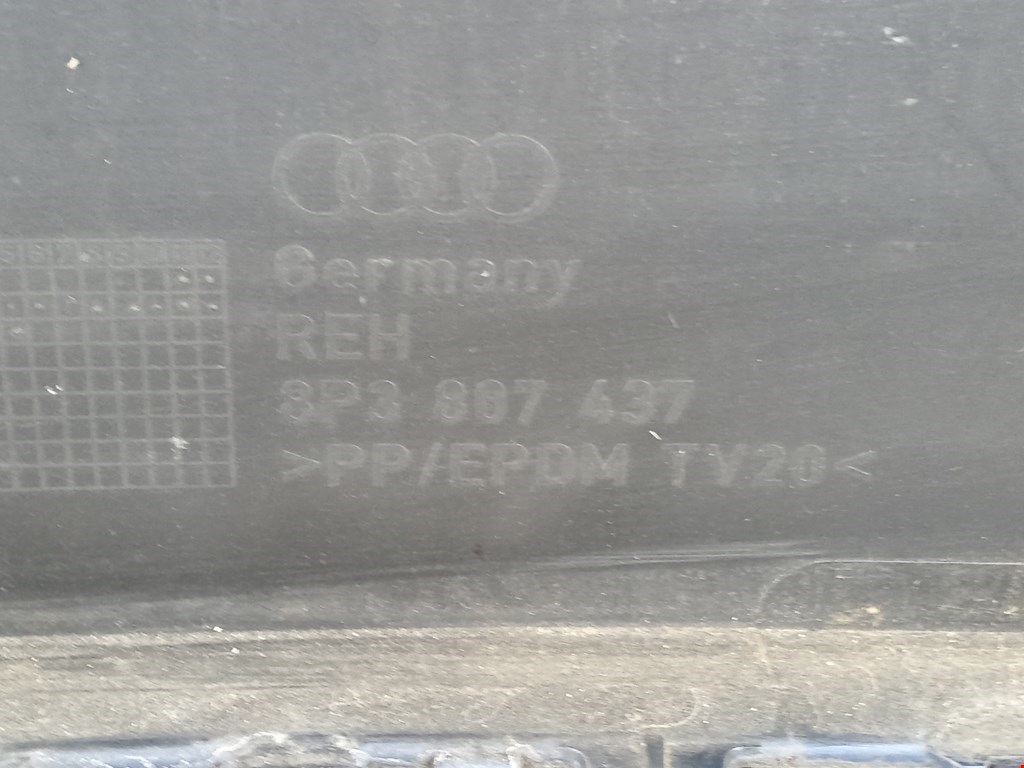 Germany
REH
8P3 807 437
>PP/EPDM TV20<